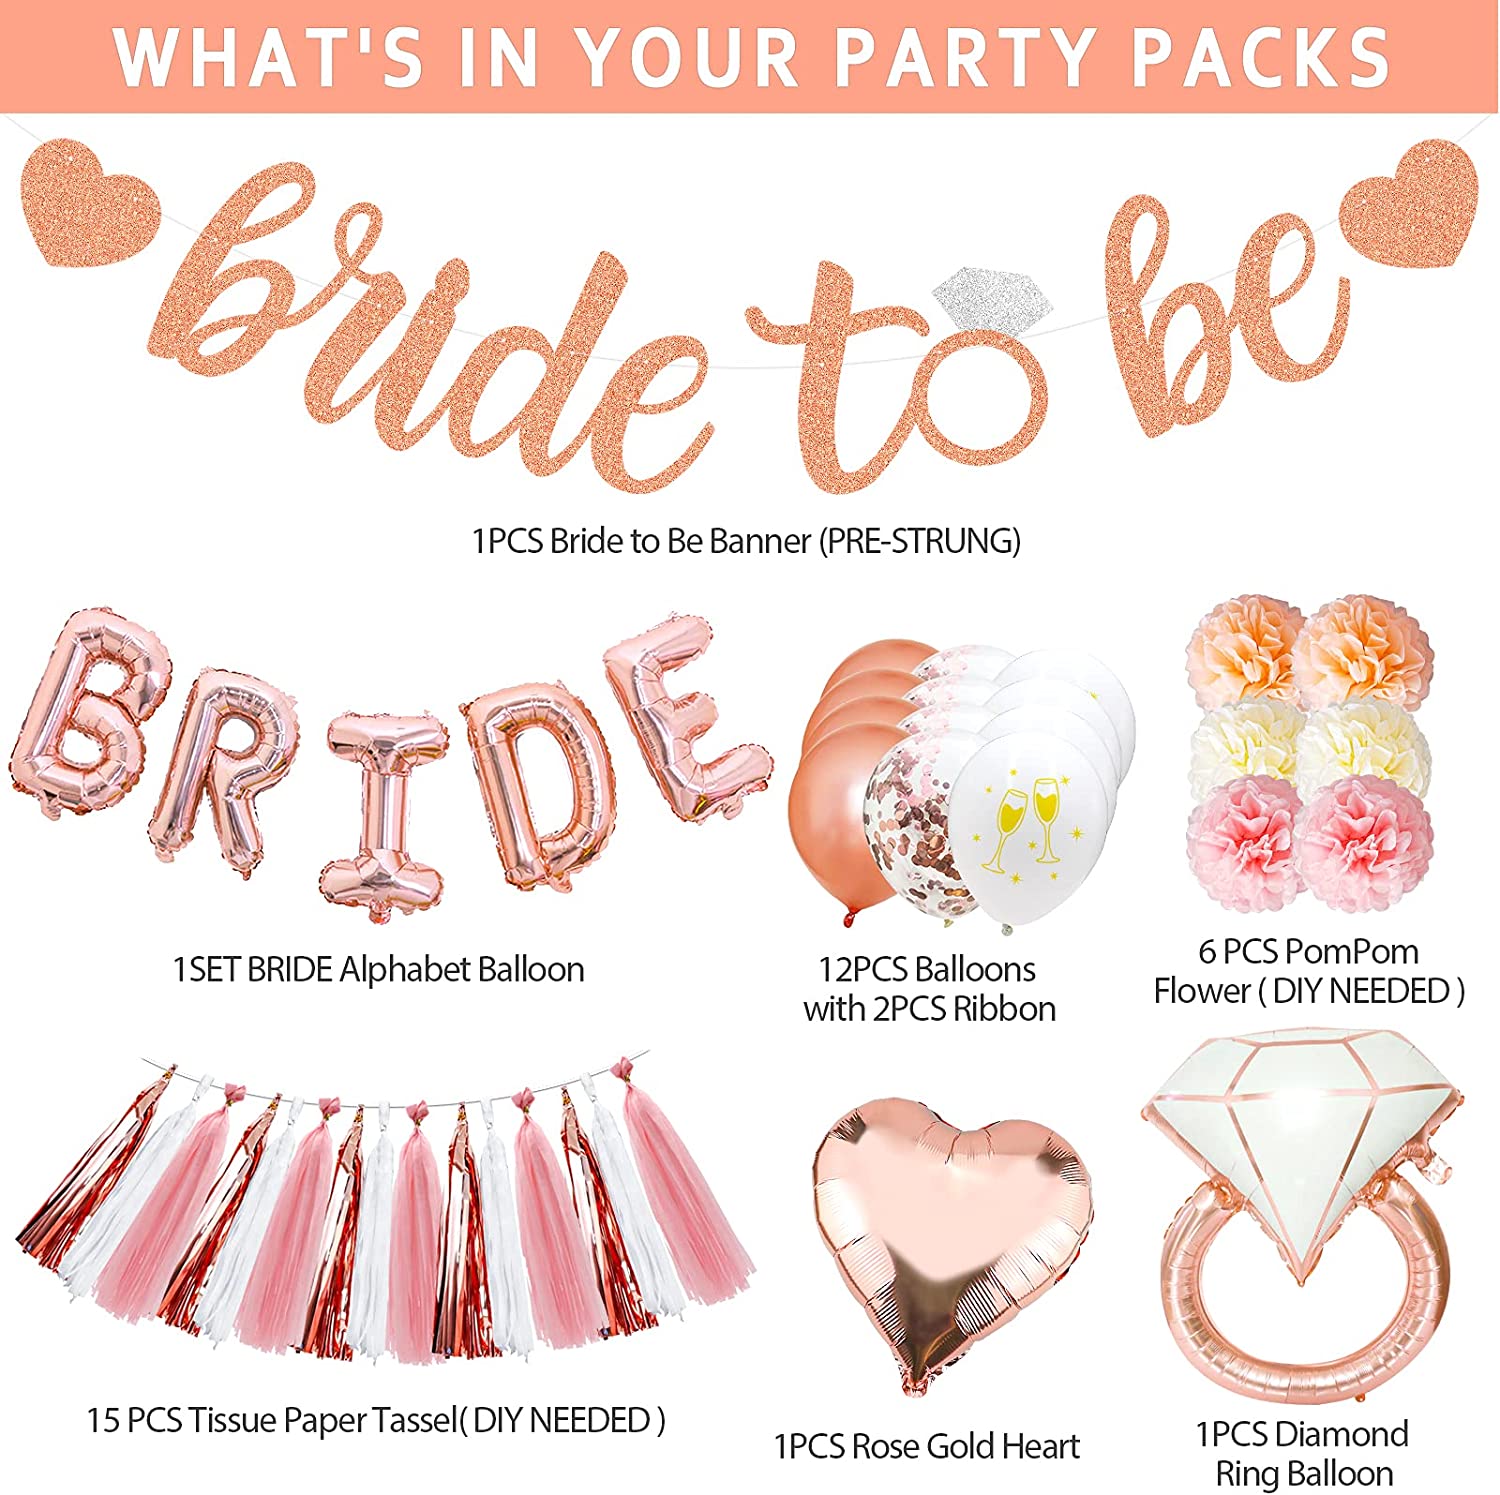 WHAT'S IN YOUR PARTY PACKS
bride to be
1PCS Bride to Be Banner (PRE-STRUNG)
BRIDE
1SET BRIDE Alphabet Balloon
12PCS Balloons
with 2PCS Ribbon
6 PCS PomPom
Flower ( DIY NEEDED )
15 PCS Tissue Paper Tassel( DIY NEEDED )
1PCS Rose Gold Heart
1PCS Diamond
Ring Balloon